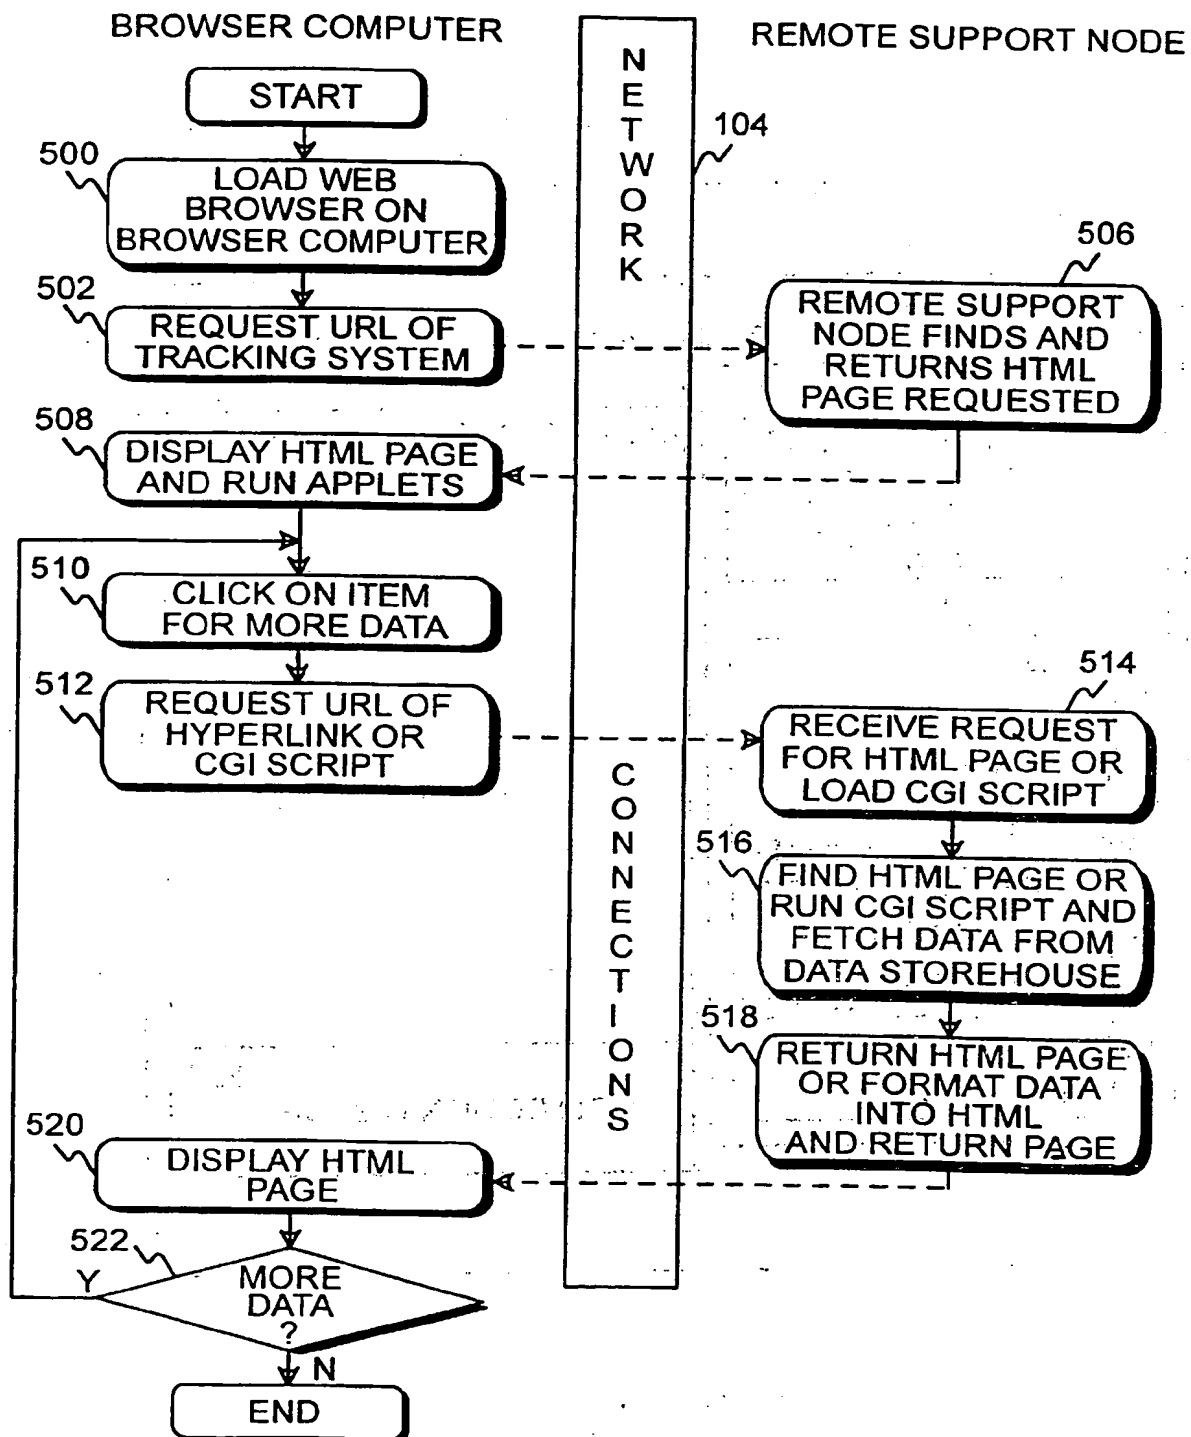 BROWSER COMPUTER
REMOTE SUPPORT NODE
START
NETWORK
104
500
LOAD WEB
BROWSER ON
BROWSER COMPUTER
502
REQUEST URL OF
TRACKING SYSTEM
506
REMOTE SUPPORT
NODE FINDS AND
RETURNS HTML
PAGE REQUESTED
508
DISPLAY HTML PAGE
AND RUN APPLETS
510
CLICK ON ITEM
FOR MORE DATA
512
REQUEST URL OF
HYPERLINK OR
CGI SCRIPT
CONNECTIONS
514
RECEIVE REQUEST
FOR HTML PAGE OR
LOAD CGI SCRIPT
516
FIND HTML PAGE OR
RUN CGI SCRIPT AND
FETCH DATA FROM
DATA STOREHOUSE
518
RETURN HTML PAGE
OR FORMAT DATA
INTO HTML
AND RETURN PAGE
520
DISPLAY HTML
PAGE
522
Y
MORE
DATA
?
N
END